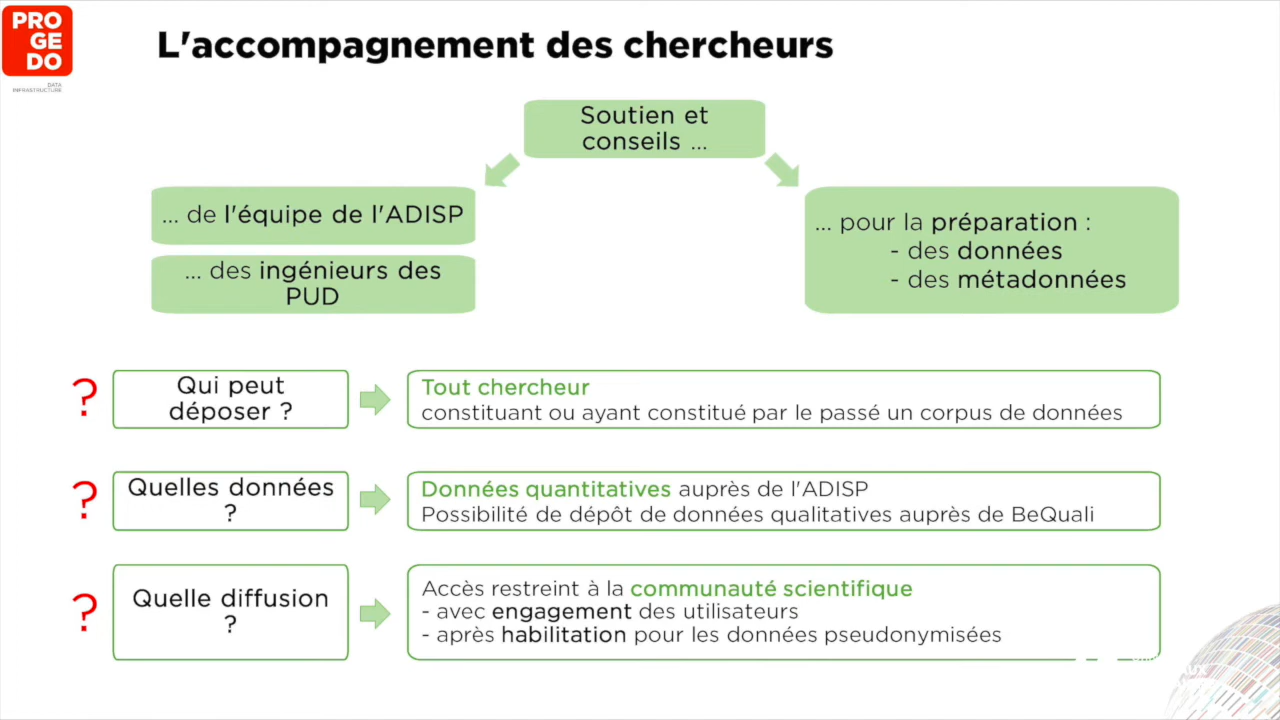 PRO
GE
DO
DATA
INFRASTRUCTURE
L'accompagnement des chercheurs
Soutien et
conseils ...
... de l'équipe de l'ADISP
... des ingénieurs des
PUD
... pour la préparation :
- des données
- des métadonnées
?
Qui peut
déposer ?
Tout chercheur
constituant ou ayant constitué par le passé un corpus de données
?
Quelles données
?
Données quantitatives auprès de l'ADISP
Possibilité de dépôt de données qualitatives auprès de BeQuali
?
Quelle diffusion
?
Accès restreint à la communauté scientifique
- avec engagement des utilisateurs
- après habilitation pour les données pseudonymisées